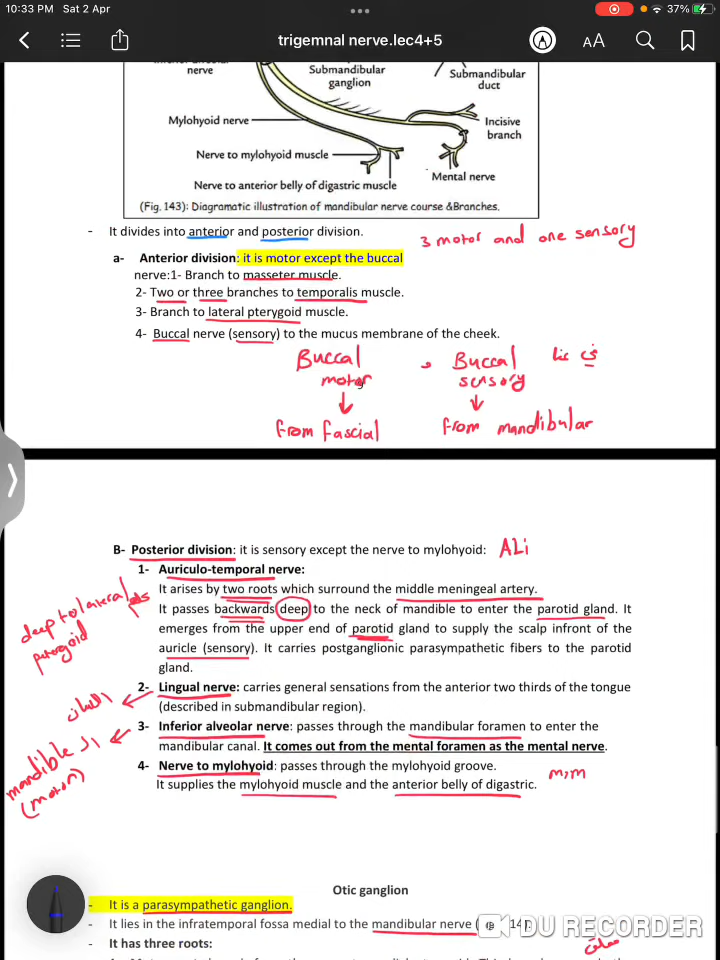 10:33 PM Sat 2 Apr
37%
trigemnal nerve.lec4+5
AA
nerve
Submandibular
ganglion
Submandibular
duct
Mylohyoid nerve
Incisive
branch
Nerve to mylohyoid muscle
Mental nerve
Nerve to anterior belly of digastric muscle
(Fig. 143): Diagramatic illustration of mandibular nerve course &Branches.
- It divides into anterior and posterior division.
3 motor and one sensory
a- Anterior division: it is motor except the buccal
nerve:1- Branch to masseter muscle.
2- Two or three branches to temporalis muscle.
3- Branch to lateral pterygoid muscle.
4- Buccal nerve (sensory) to the mucus membrane of the cheek.
Buccal
motor
↓
from fascial
Buccal
sensory
↓
from mandibular
B- Posterior division: it is sensory except the nerve to mylohyoid:
ALi
1- Auriculo-temporal nerve:
It arises by two roots which surround the middle meningeal artery.
It passes backwards deep to the neck of mandible to enter the parotid gland. It
emerges from the upper end of parotid gland to supply the scalp infront of the
auricle (sensory). It carries postganglionic parasympathetic fibers to the parotid
gland.
deep to lateral
2- Lingual nerve: carries general sensations from the anterior two thirds of the tongue
(described in submandibular region).
اللسان
3- Inferior alveolar nerve: passes through the mandibular foramen to enter the
mandibular canal. It comes out from the mental foramen as the mental nerve.
ال mandible
(motor)
4- Nerve to mylohyoid: passes through the mylohyoid groove.
m,m
It supplies the mylohyoid muscle and the anterior belly of digastric.
Otic ganglion
- It is a parasympathetic ganglion.
- It lies in the infratemporal fossa medial to the mandibular nerve
DU RECORDER
- It has three roots: